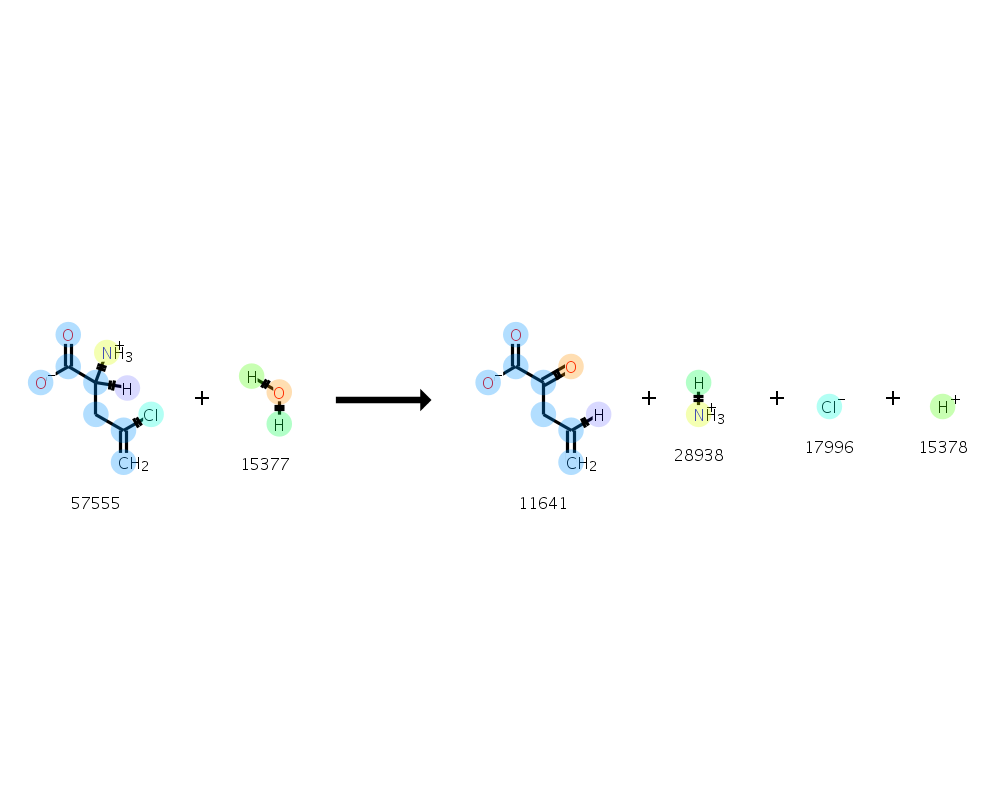 O
NH3+
O−
H
Cl
CH2
57555
+
H
O
H
15377
O
O
O−
H
CH2
11641
+
H
NH3+
28938
+
Cl−
17996
+
H+
15378